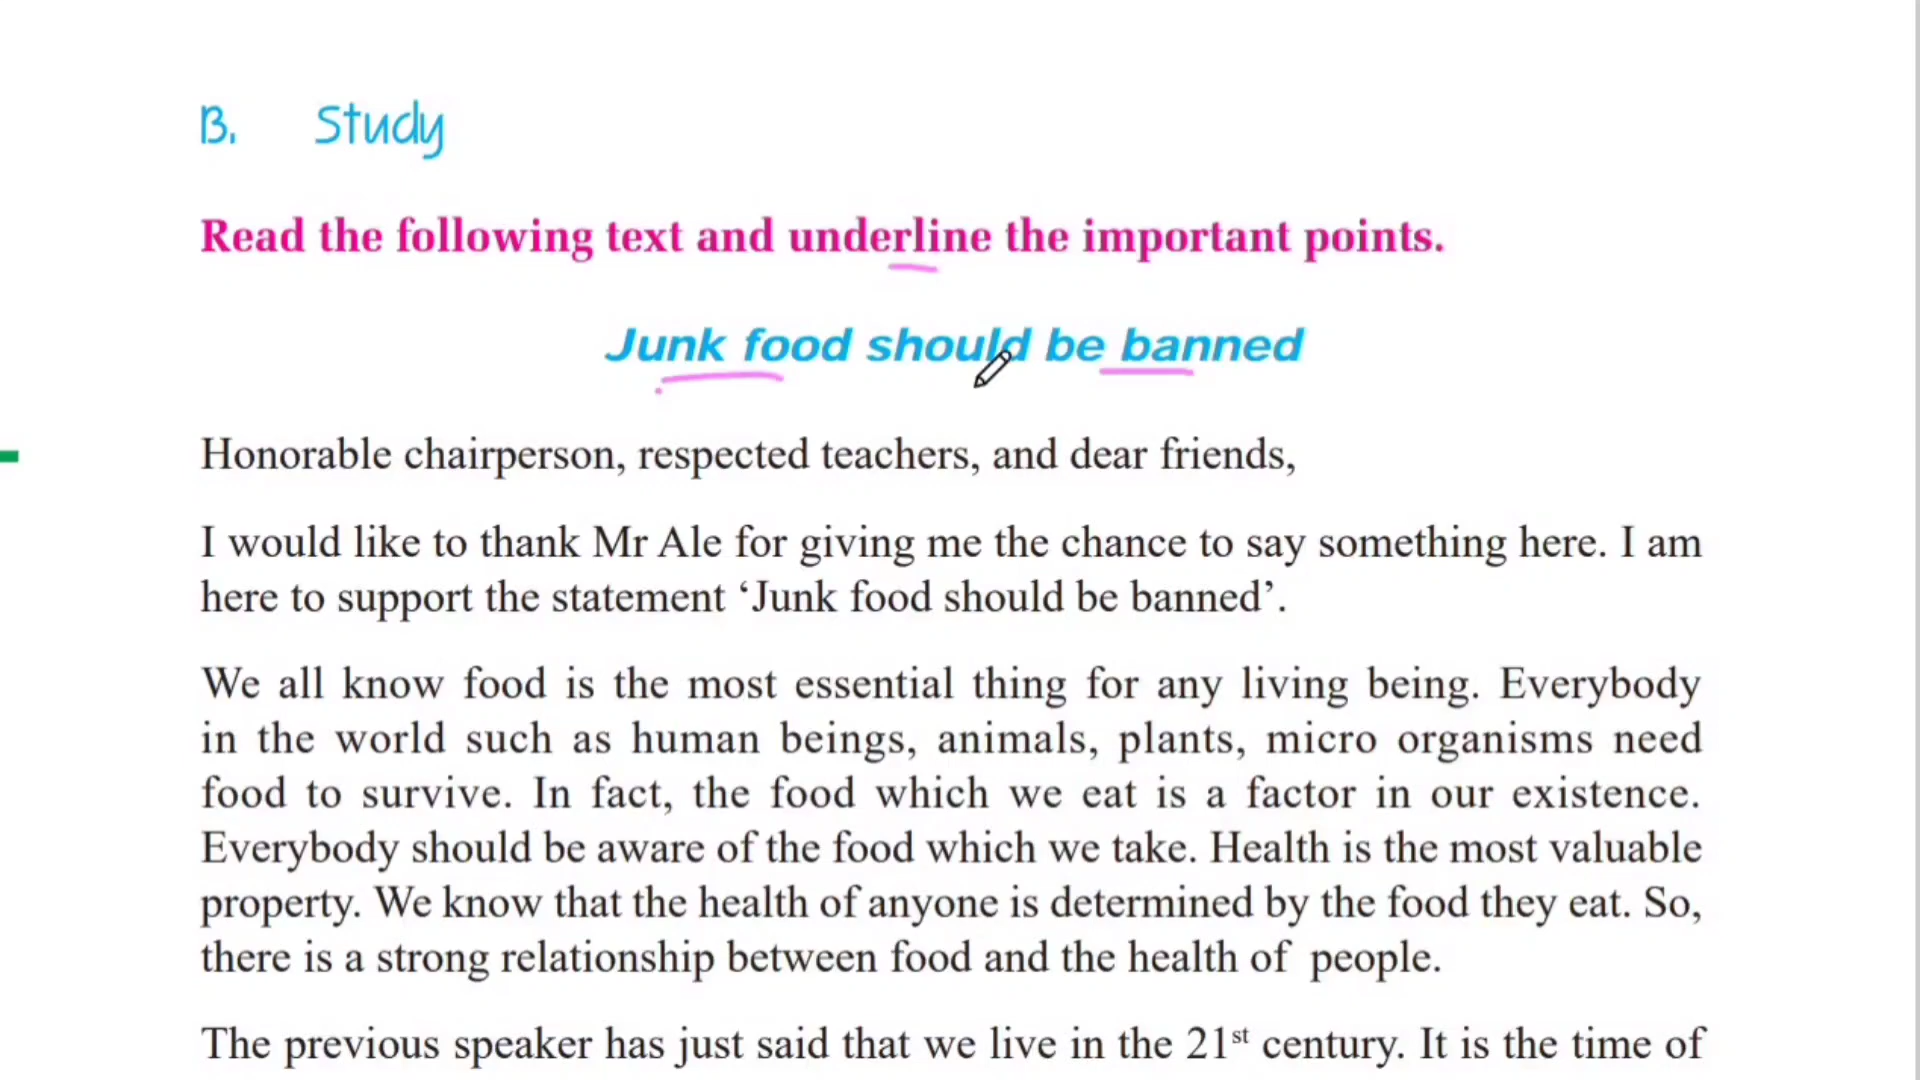 B. Study
Read the following text and underline the important points.
Junk food should be banned
Honorable chairperson, respected teachers, and dear friends,
I would like to thank Mr Ale for giving me the chance to say something here. I am
here to support the statement ‘Junk food should be banned’.
We all know food is the most essential thing for any living being. Everybody
in the world such as human beings, animals, plants, micro organisms need
food to survive. In fact, the food which we eat is a factor in our existence.
Everybody should be aware of the food which we take. Health is the most valuable
property. We know that the health of anyone is determined by the food they eat. So,
there is a strong relationship between food and the health of people.
The previous speaker has just said that we live in the 21st century. It is the time of